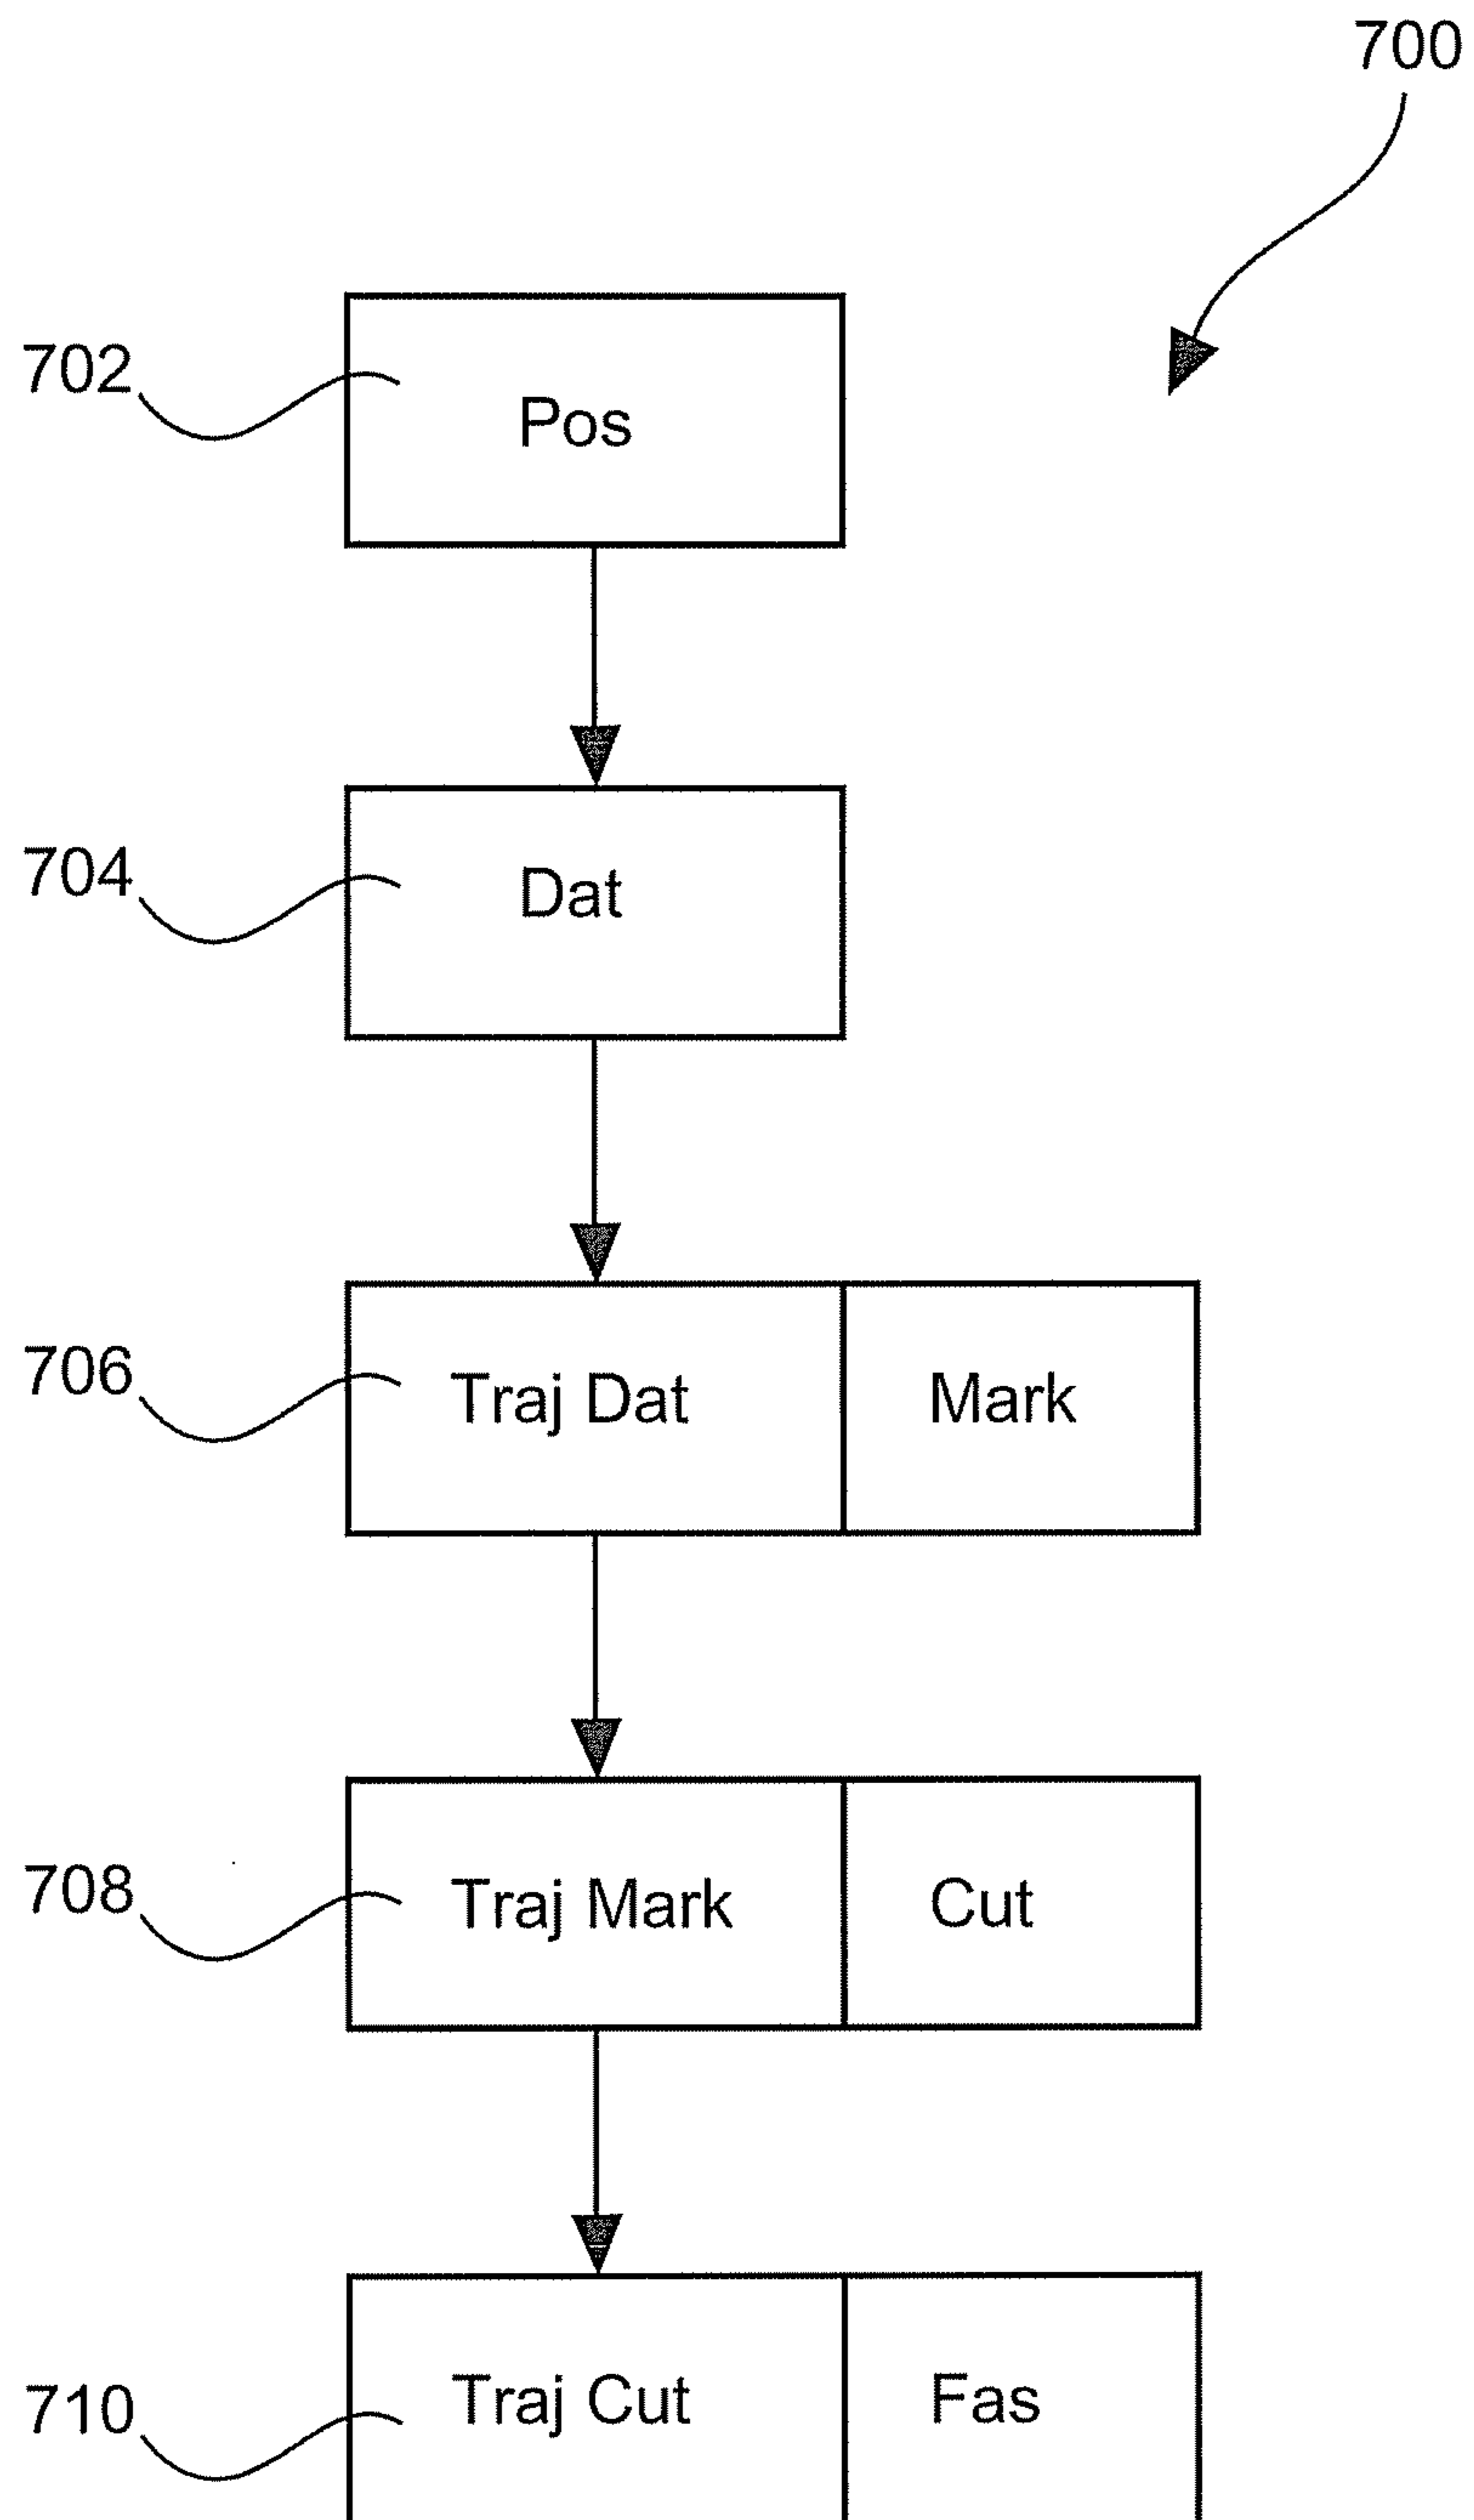 700
702
Pos
704
Dat
706
Traj Dat
Mark
708
Traj Mark
Cut
710
Traj Cut
Fas